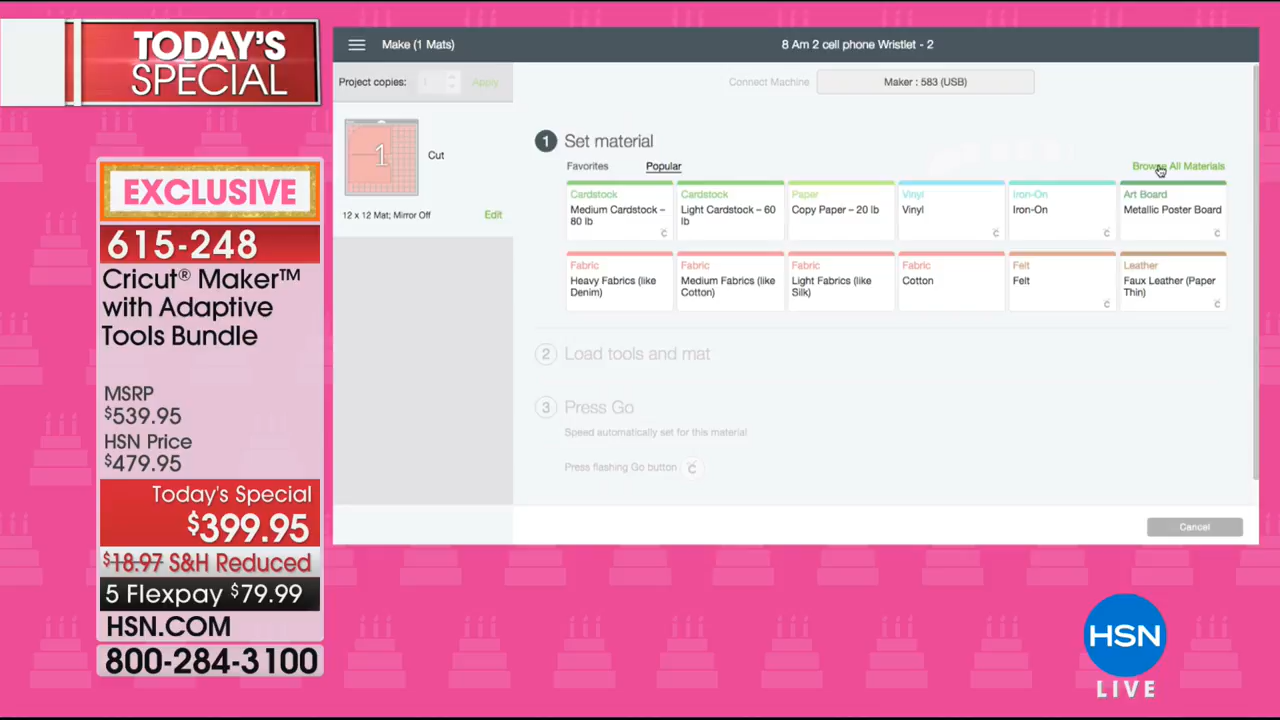 TODAY'S
SPECIAL
EXCLUSIVE
615-248
Cricut® Maker™
with Adaptive
Tools Bundle
MSRP
$539.95
HSN Price
$479.95
Today's Special
$399.95
$18.97 S&H Reduced
5 Flexpay $79.99
HSN.COM
800-284-3100
Make (1 Mats)
8 Am 2 cell phone Wristlet - 2
Project copies: 1 Apply
Connect Machine
Maker : 583 (USB)
1
Cut
12 x 12 Mat; Mirror Off
Edit
1 Set material
Favorites
Popular
Browse All Materials
Cardstock
Medium Cardstock –
80 lb
Cardstock
Light Cardstock – 60
lb
Paper
Copy Paper – 20 lb
Vinyl
Vinyl
Iron-On
Iron-On
Art Board
Metallic Poster Board
Fabric
Heavy Fabrics (like
Denim)
Fabric
Medium Fabrics (like
Cotton)
Fabric
Light Fabrics (like
Silk)
Fabric
Cotton
Felt
Felt
Leather
Faux Leather (Paper
Thin)
2 Load tools and mat
3 Press Go
Speed automatically set for this material
Press flashing Go button
Cancel
HSN
LIVE